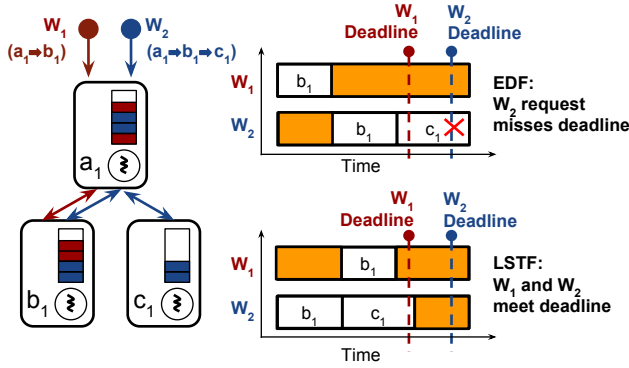 W₁
W₂
(a₁→b₁)
(a₁→b₁→c₁)
a₁
b₁
c₁
W₁
Deadline
W₂
Deadline
W₁
b₁
W₂
b₁
c₁
Time
EDF:
W₂ request
misses deadline
W₁
Deadline
W₂
Deadline
W₁
b₁
W₂
b₁
c₁
Time
LSTF:
W₁ and W₂
meet deadline